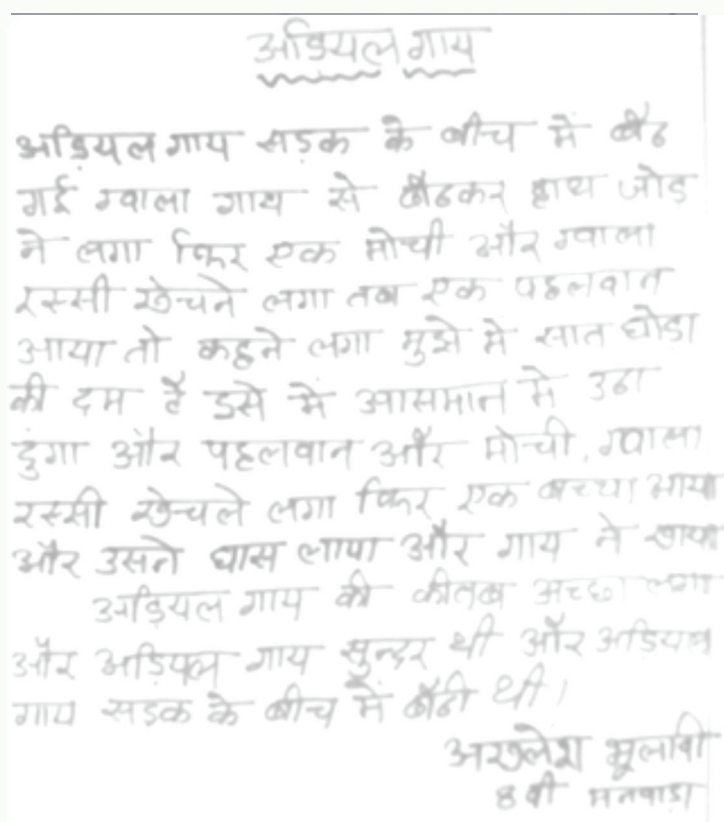 अडियल गाय
अड़ियल गाय सड़क के बीच मे बैठ
गई ग्वाला गाय से बैठकर हाथ जोड़
ने लगा फिर एक मोची और ग्वाला
रस्सी खेचने लगा तब एक पहलवान
आया तो कहने लगा मुझे मे सात घोडा
की दम है इसे मे आसमान मे उठा
दुंगा और पहलवान और मोची, ग्वाला
रस्सी खेचले लगा फिर एक बच्चा आया
और उसने घास लाया और गाय ने खाया
अड़ियल गाय की कीतब अच्छा लगा
और अड़ियल गाय सुन्दर थी और अडियल
गाय सड़क के बीच मे बैठी थी।
अखलेश
8 वी